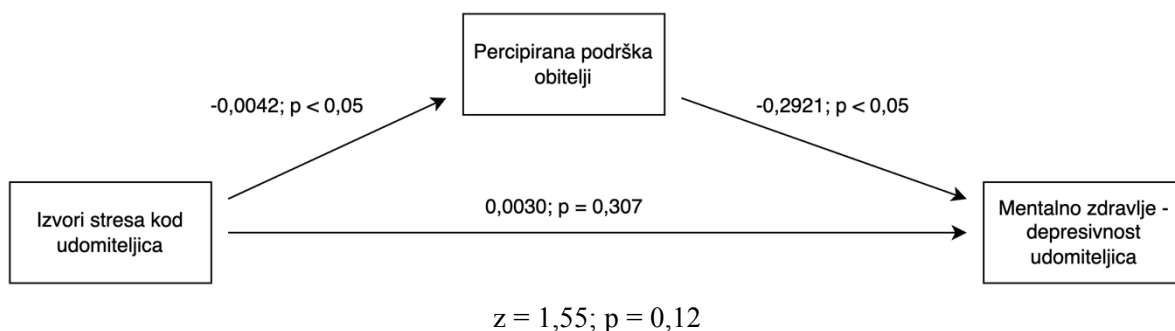 Percipirana podrška
obitelji
-0,0042; p < 0,05
-0,2921; p < 0,05
Izvori stresa kod
udomiteljica
0,0030; p = 0,307
Mentalno zdravlje -
depresivnost
udomiteljica
z = 1,55; p = 0,12